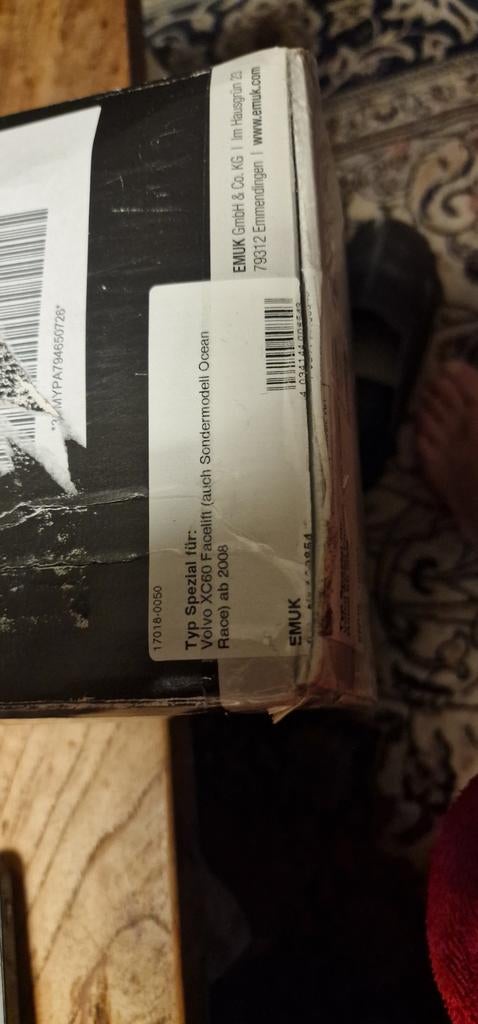 EMUK GmbH & Co. KG | Im Hausgrün 23
79312 Emmendingen | www.emuk.com
MYPA794650726*
17018-0050
Typ Spezial für:
Volvo XC60 Facelift (auch Sondermodell Ocean
Race) ab 2008
EMUK